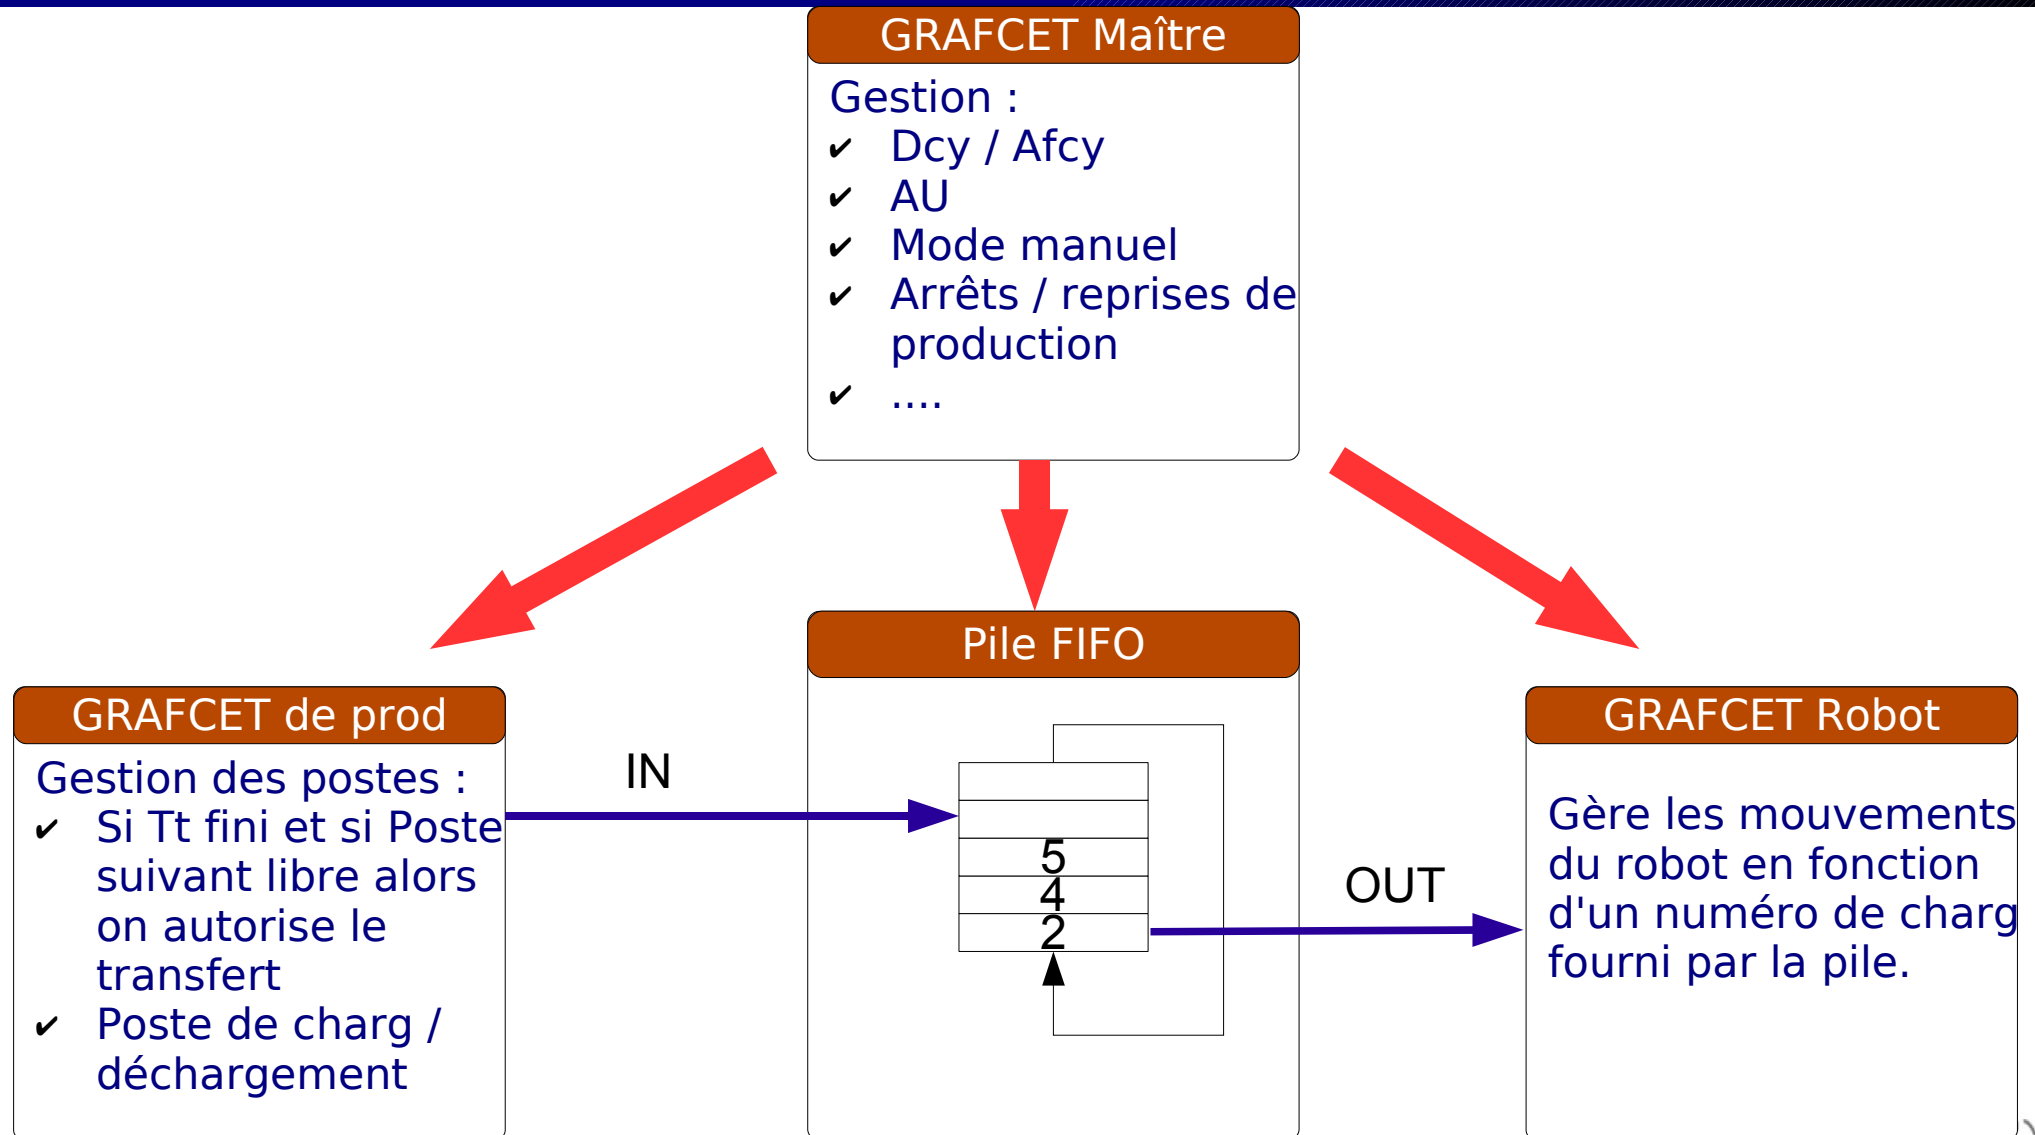 GRAFCET Maître
Gestion :
✔ Dcy / Afcy
✔ AU
✔ Mode manuel
✔ Arrêts / reprises de
production
✔ ....
Pile FIFO
5
4
2
GRAFCET de prod
Gestion des postes :
✔ Si Tt fini et si Poste
suivant libre alors
on autorise le
transfert
✔ Poste de charg /
déchargement
IN
OUT
GRAFCET Robot
Gère les mouvements
du robot en fonction
d'un numéro de charg
fourni par la pile.